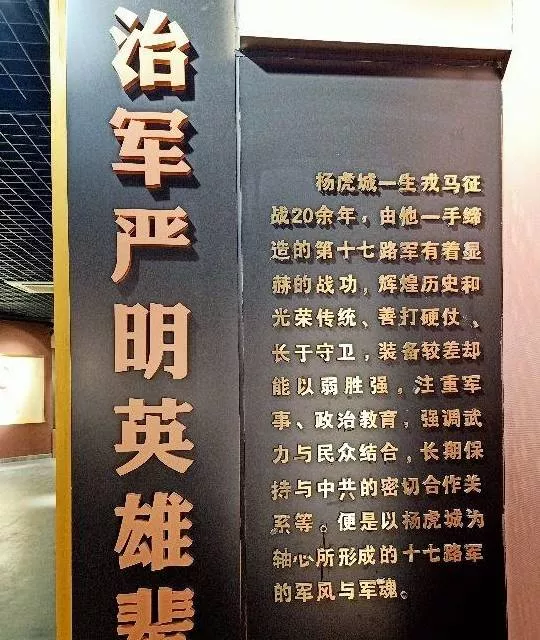 治军严明英雄辈
杨虎城一生戎马征
战20余年，由他一手缔
造的第十七路军有着显
赫的战功，辉煌历史和
光荣传统、善打硬仗、
长于守卫，装备较差却
能以弱胜强，注重军
事、政治教育，强调武
力与民众结合，长期保
持与中共的密切合作关
系等。便是以杨虎城为
轴心所形成的十七路军
的军风与军魂。